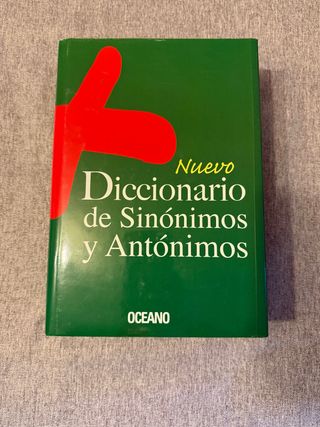 Nuevo
Diccionario
de Sinónimos
y Antónimos
OCEANO